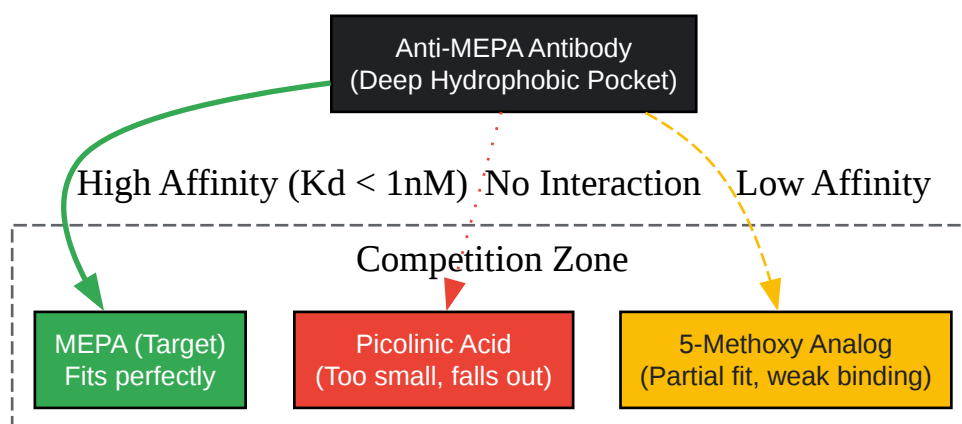 Anti-MEPA Antibody
(Deep Hydrophobic Pocket)
High Affinity (Kd < 1nM)
No Interaction
Low Affinity
Competition Zone
MEPA (Target)
Fits perfectly
Picolinic Acid
(Too small, falls out)
5-Methoxy Analog
(Partial fit, weak binding)